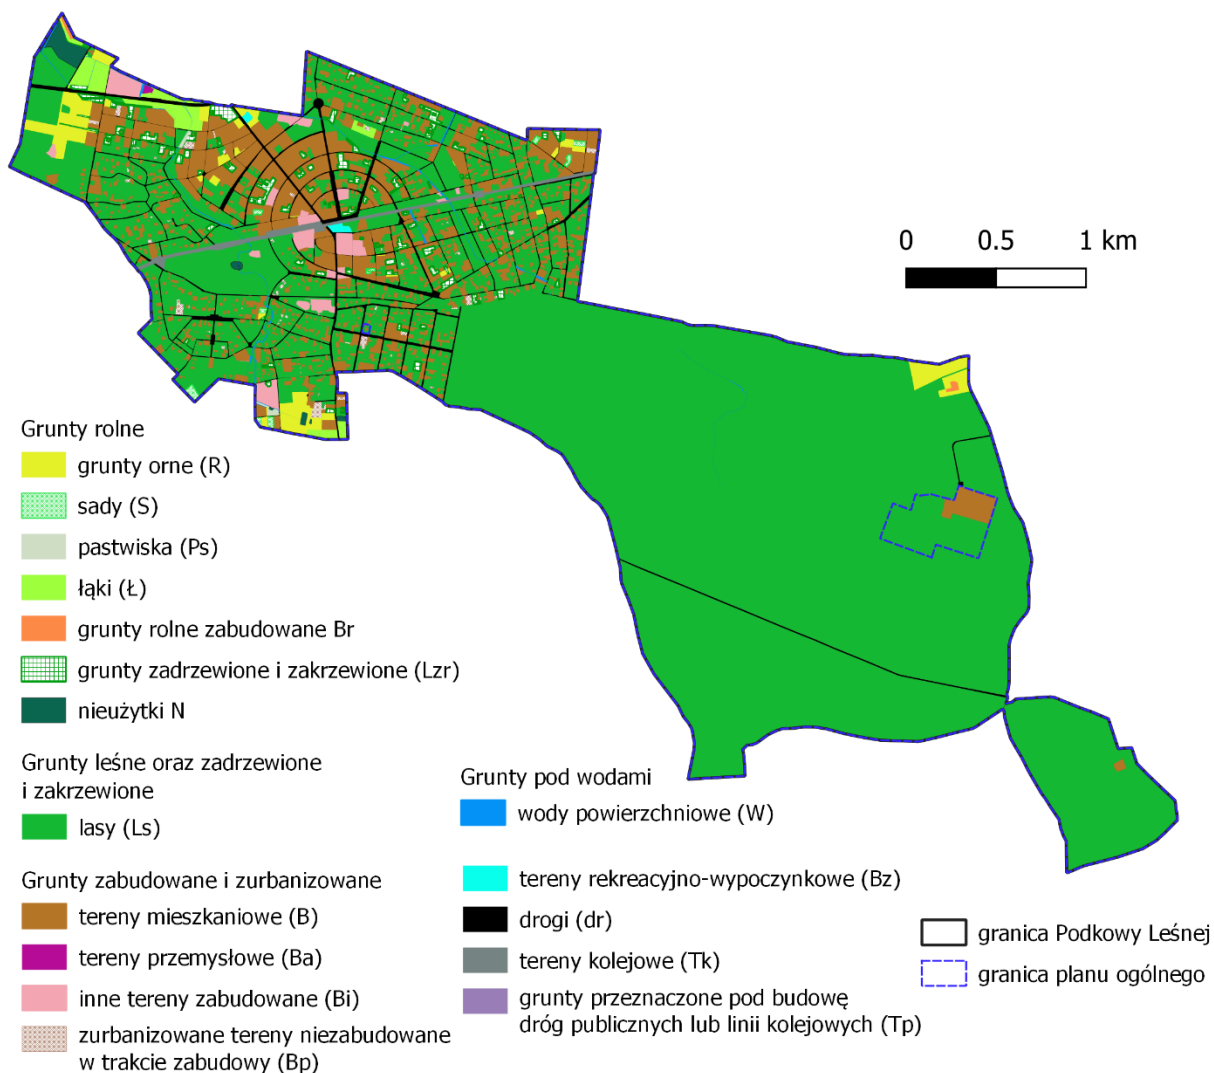 0 0.5 1 km
Grunty rolne
grunty orne (R)
sady (S)
pastwiska (Ps)
łąki (Ł)
grunty rolne zabudowane Br
grunty zadrzewione i zakrzewione (Lzr)
nieużytki N
Grunty leśne oraz zadrzewione
i zakrzewione
lasy (Ls)
Grunty zabudowane i zurbanizowane
tereny mieszkaniowe (B)
tereny przemysłowe (Ba)
inne tereny zabudowane (Bi)
zurbanizowane tereny niezabudowane
w trakcie zabudowy (Bp)
Grunty pod wodami
wody powierzchniowe (W)
tereny rekreacyjno-wypoczynkowe (Bz)
drogi (dr)
tereny kolejowe (Tk)
grunty przeznaczone pod budowę
dróg publicznych lub linii kolejowych (Tp)
granica Podkowy Leśnej
granica planu ogólnego